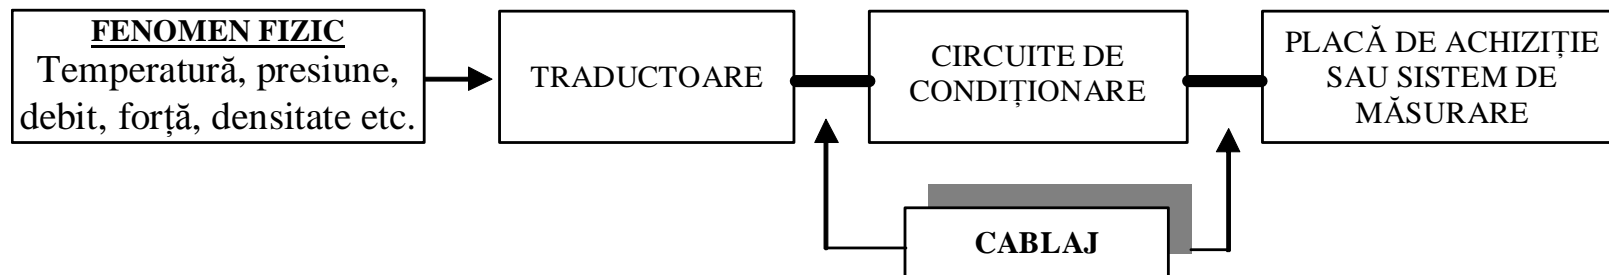 FENOMEN FIZIC
Temperatură, presiune,
debit, forță, densitate etc.
TRADUCTOARE
CIRCUITE DE
CONDIȚIONARE
PLACĂ DE ACHIZIȚIE
SAU SISTEM DE
MĂSURARE
CABLAJ